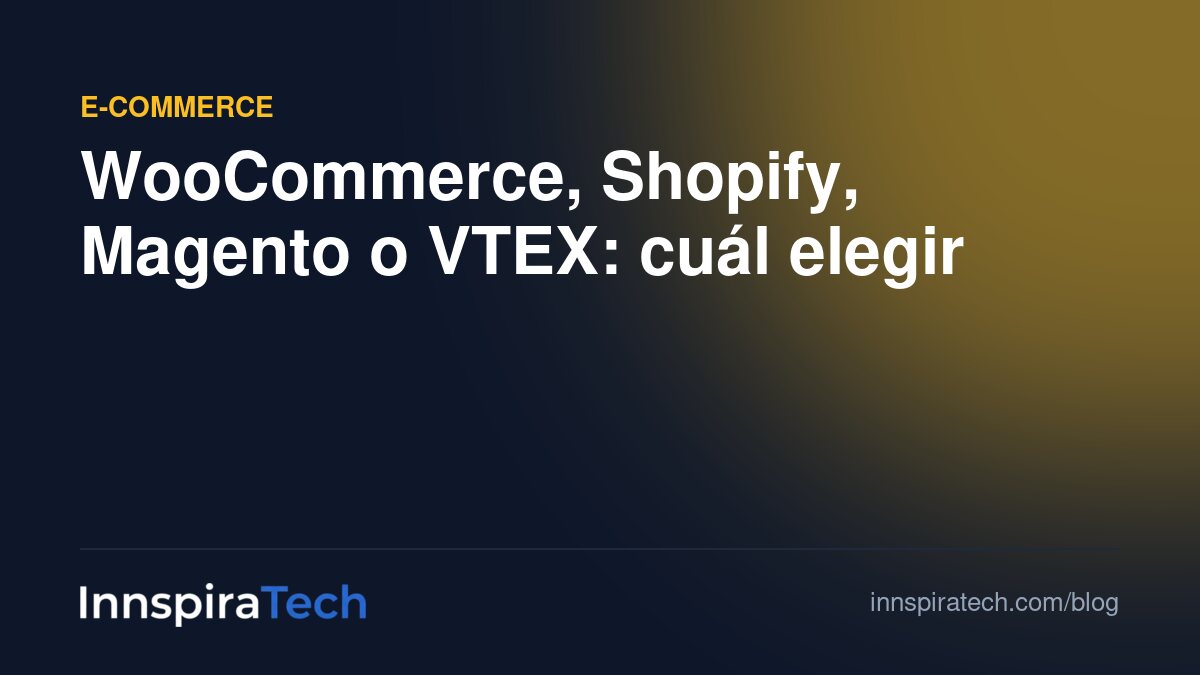 E-COMMERCE
WooCommerce, Shopify,
Magento o VTEX: cuál elegir
InnspiraTech
innspiratech.com/blog